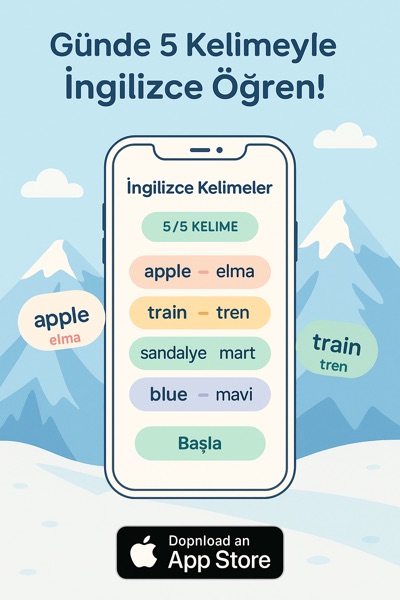 Günde 5 Kelimeyle
İngilizce Öğren!
İngilizce Kelimeler
5/5 KELIME
apple – elma
train – tren
sandalye mart
blue – mavi
Başla
apple
elma
train
tren
Dopnload an
App Store